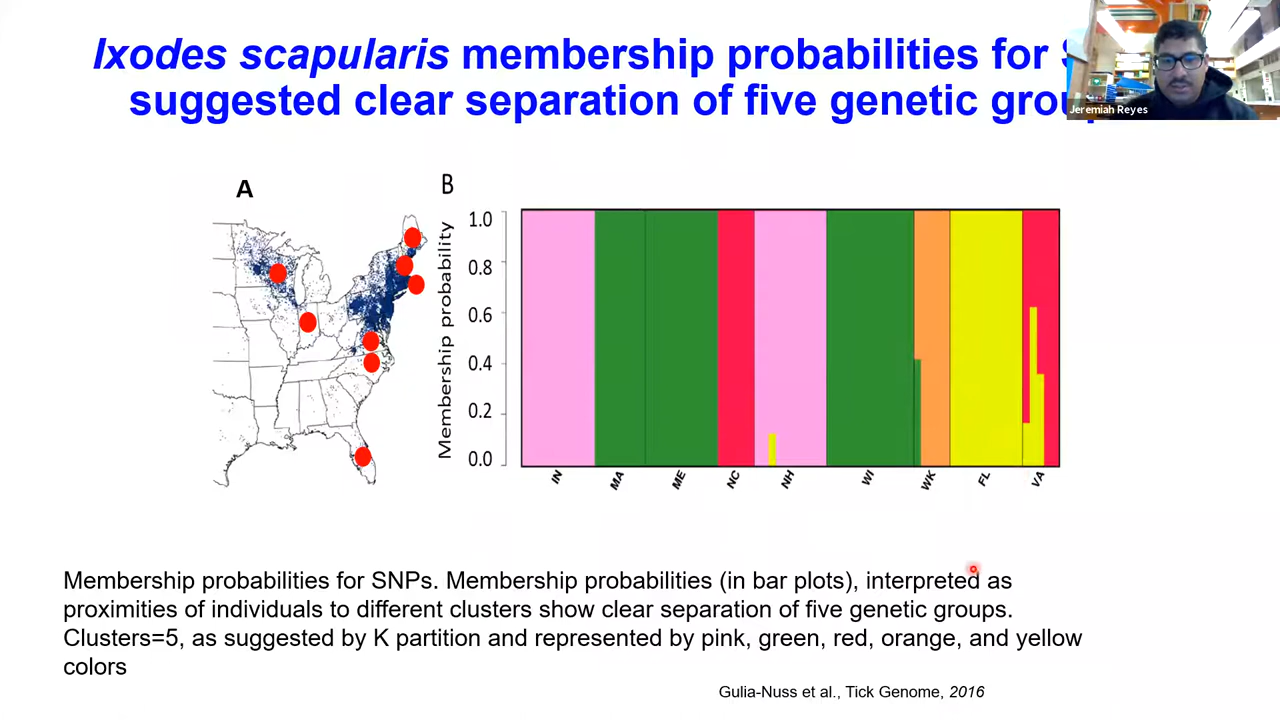 Ixodes scapularis membership probabilities for
suggested clear separation of five genetic
Jeremiah Reyes
A
B
Membership probability
1.0
0.8
0.6
0.4
0.2
0.0
IN
MA
ME
NC
NH
WI
WK
FL
VA
Membership probabilities for SNPs. Membership probabilities (in bar plots), interpreted as
proximities of individuals to different clusters show clear separation of five genetic groups.
Clusters=5, as suggested by K partition and represented by pink, green, red, orange, and yellow
colors
Gulia-Nuss et al., Tick Genome, 2016